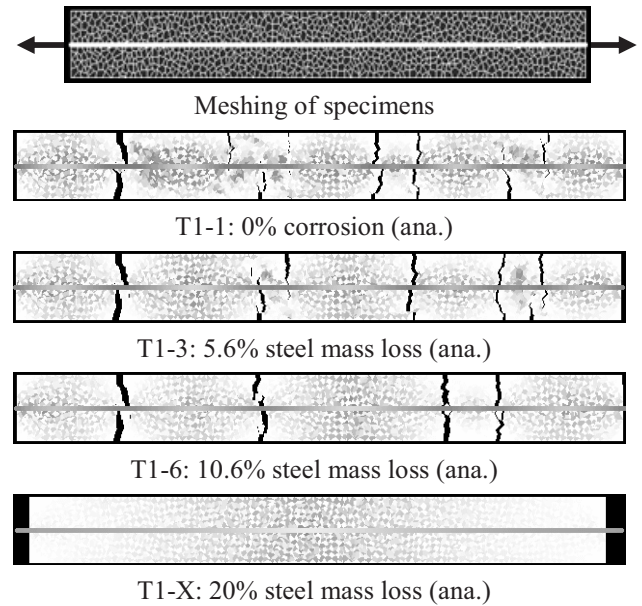 Meshing of specimens
T1-1: 0% corrosion (ana.)
T1-3: 5.6% steel mass loss (ana.)
T1-6: 10.6% steel mass loss (ana.)
T1-X: 20% steel mass loss (ana.)